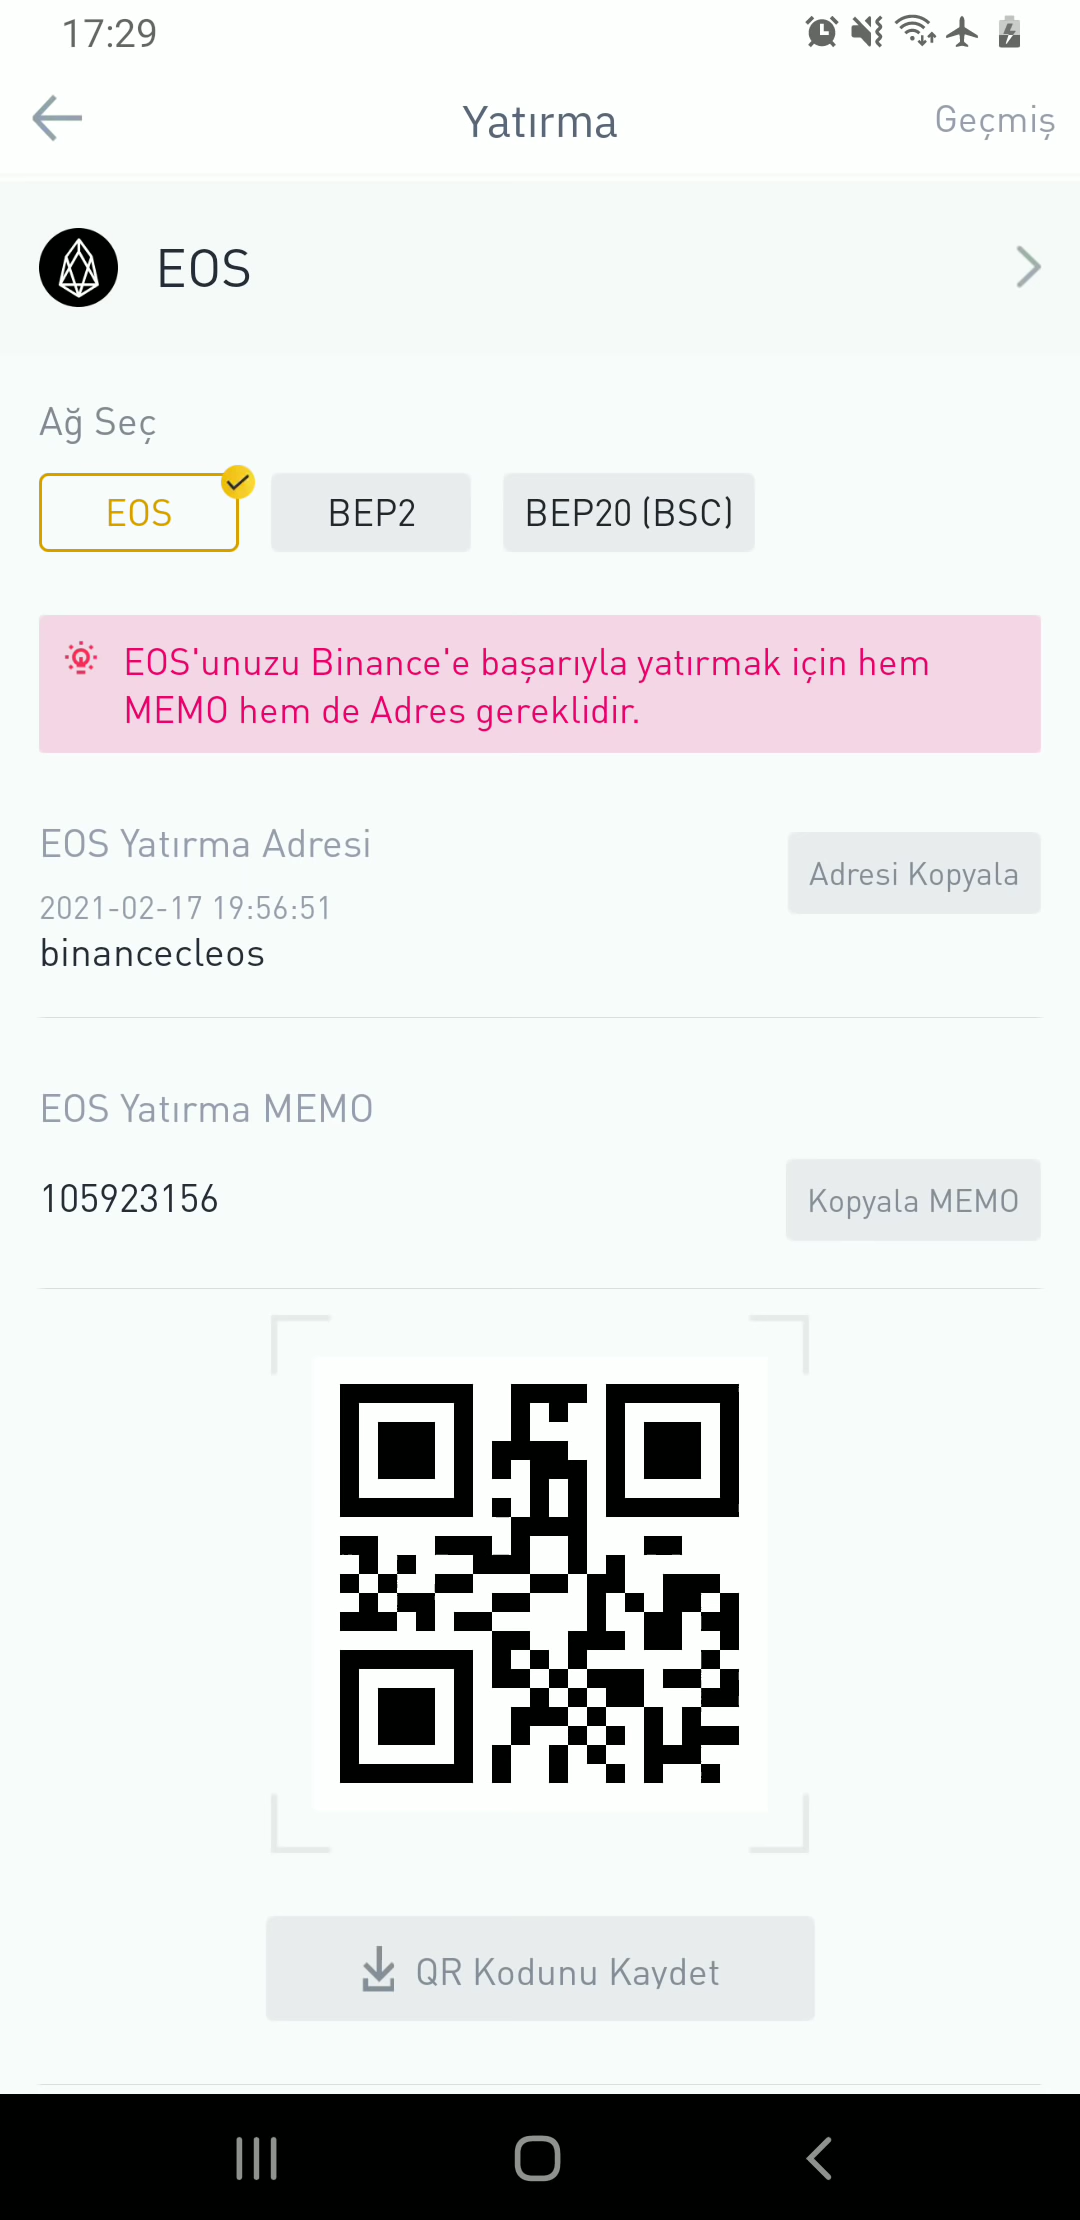 17:29
Yatırma
Geçmiş
EOS
Ağ Seç
EOS
BEP2
BEP20 (BSC)
EOS'unuzu Binance'e başarıyla yatırmak için hem
MEMO hem de Adres gereklidir.
EOS Yatırma Adresi
Adresi Kopyala
2021-02-17 19:56:51
binancecleos
EOS Yatırma MEMO
105923156
Kopyala MEMO
QR Kodunu Kaydet